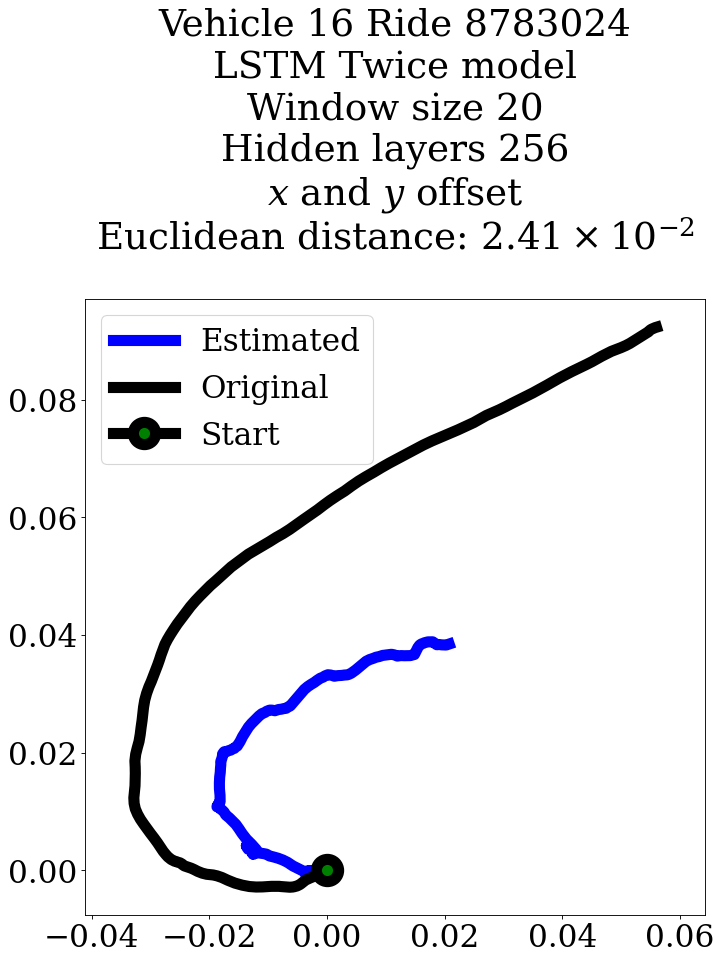 Vehicle 16 Ride 8783024
LSTM Twice model
Window size 20
Hidden layers 256
x and y offset
Euclidean distance: 2.41 × 10⁻²
Estimated
Original
Start
0.08
0.06
0.04
0.02
0.00
−0.04 −0.02 0.00 0.02 0.04 0.06